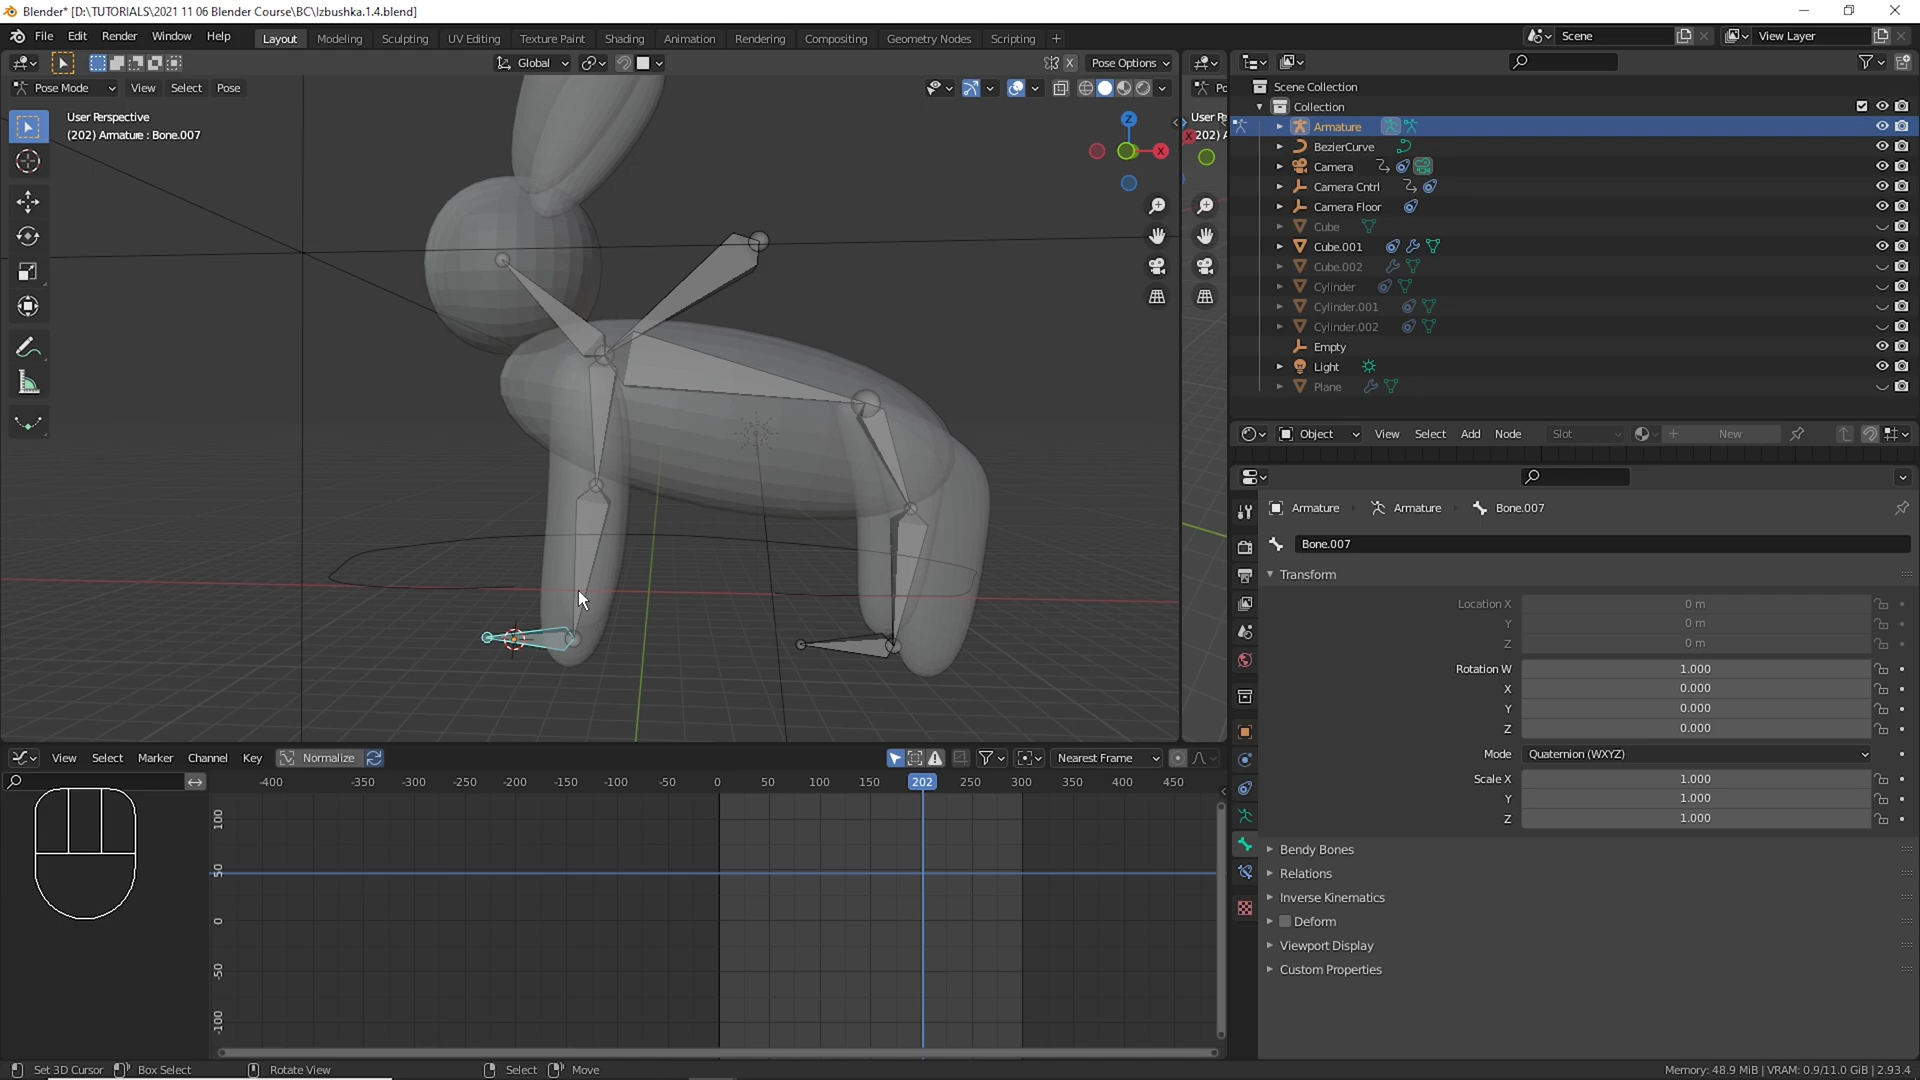 Blender* [D:\TUTORIALS\2021 11 06 Blender Course\BC\Izbushka.1.4.blend]
File Edit Render Window Help Layout Modeling Sculpting UV Editing Texture Paint Shading Animation Rendering Compositing Geometry Nodes Scripting + Scene View Layer
Global X Pose Options
Pose Mode View Select Pose
User Perspective
(202) Armature : Bone.007
Z
X
Scene Collection
Collection
Armature
BezierCurve
Camera
Camera Cntrl
Camera Floor
Cube
Cube.001
Cube.002
Cylinder
Cylinder.001
Cylinder.002
Empty
Light
Plane
Object View Select Add Node Slot New
Armature Armature Bone.007
Bone.007
Transform
Location X 0 m
Y 0 m
Z 0 m
Rotation W 1.000
X 0.000
Y 0.000
Z 0.000
Mode Quaternion (WXYZ)
Scale X 1.000
Y 1.000
Z 1.000
Bendy Bones
Relations
Inverse Kinematics
Deform
Viewport Display
Custom Properties
View Select Marker Channel Key Normalize Nearest Frame
-400 -350 -300 -250 -200 -150 -100 -50 0 50 100 150 202 250 300 350 400 450
100
50
0
-50
-100
Set 3D Cursor Box Select Rotate View Select Move Memory: 48.9 MiB | VRAM: 0.9/11.0 GiB | 2.93.4